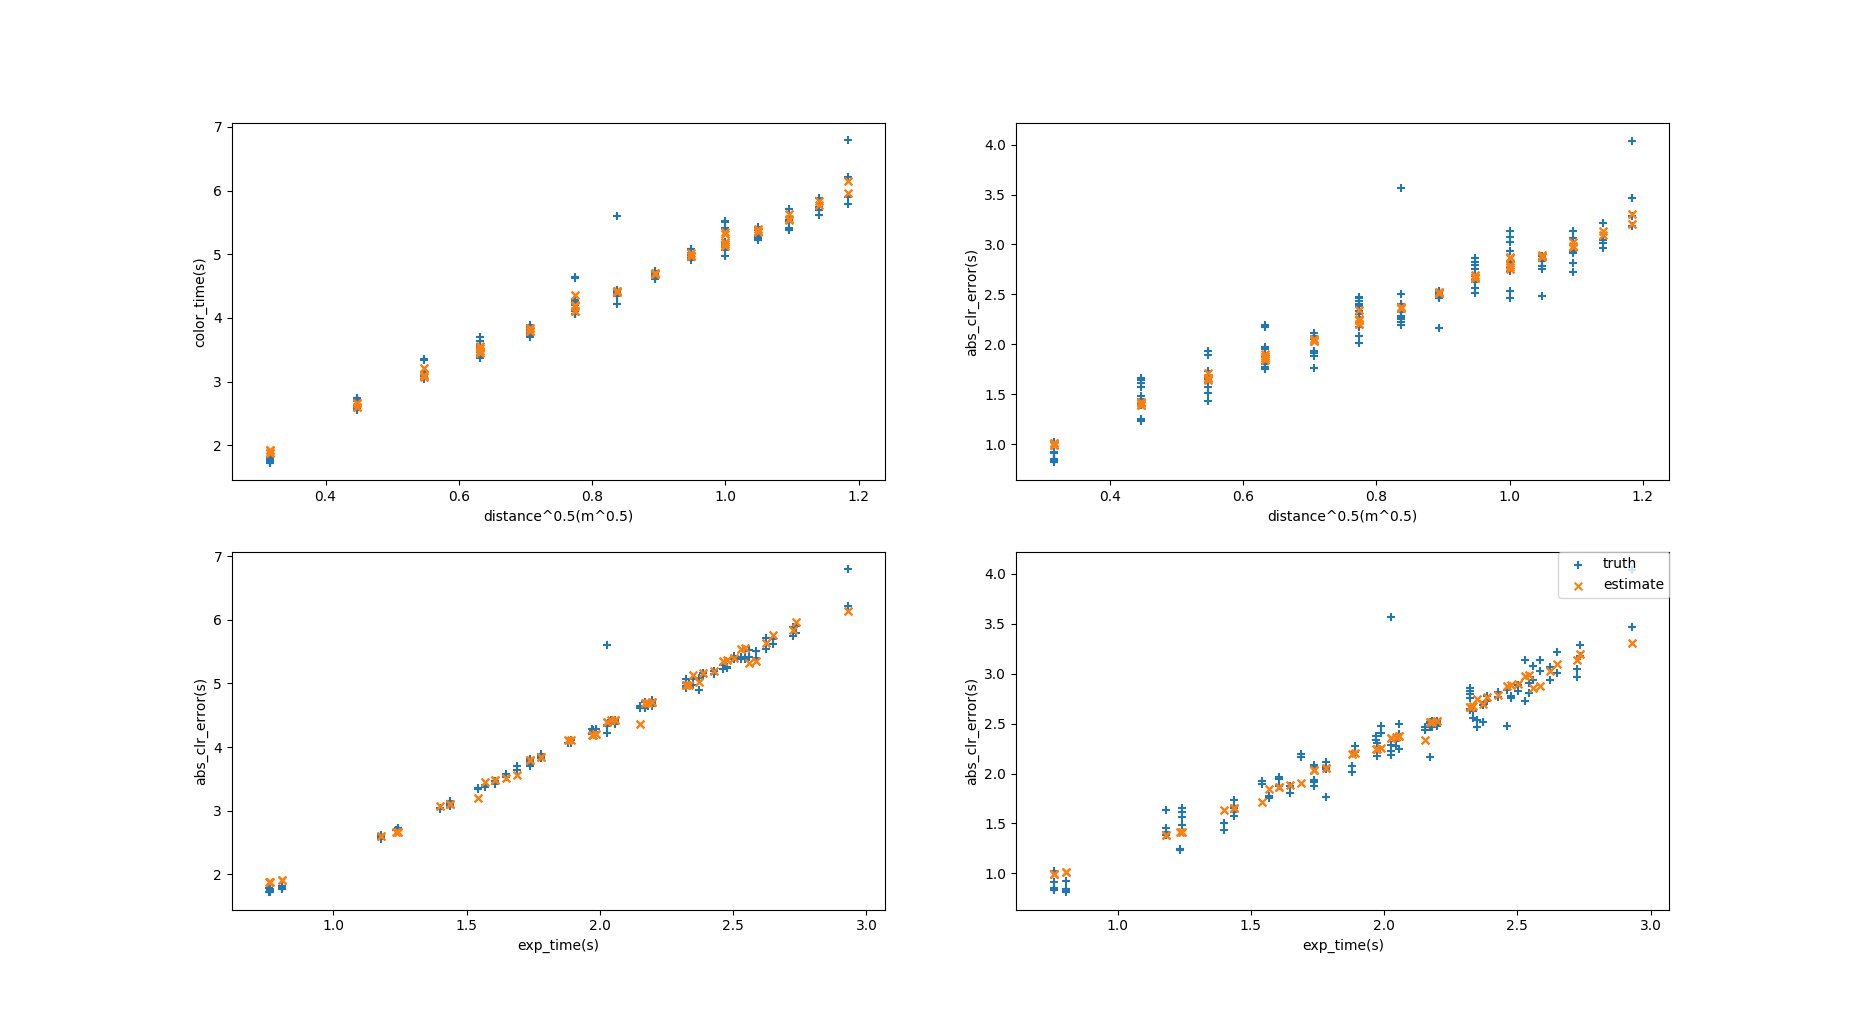 7
6
5
4
3
2
color_time(s)
0.4 0.6 0.8 1.0 1.2
distance^0.5(m^0.5)
4.0
3.5
3.0
2.5
2.0
1.5
1.0
abs_clr_error(s)
0.4 0.6 0.8 1.0 1.2
distance^0.5(m^0.5)
7
6
5
4
3
2
abs_clr_error(s)
1.0 1.5 2.0 2.5 3.0
exp_time(s)
4.0
3.5
3.0
2.5
2.0
1.5
1.0
abs_clr_error(s)
truth
estimate
1.0 1.5 2.0 2.5 3.0
exp_time(s)